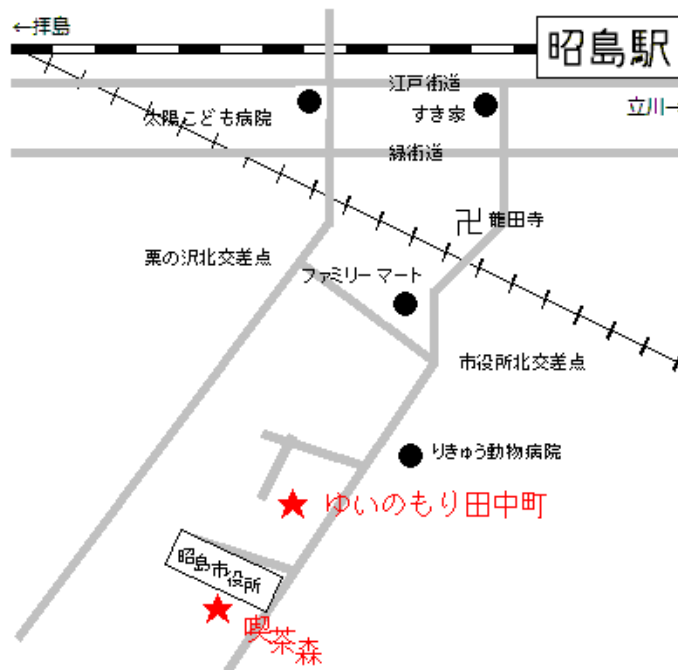 ←拝島
昭島駅
江戸街道
太陽こども病院
すき家
立川→
緑街道
卍 龍田寺
栗の沢北交差点
ファミリーマート
市役所北交差点
りきゅう動物病院
ゆいのもり田中町
昭島市役所
喫茶森